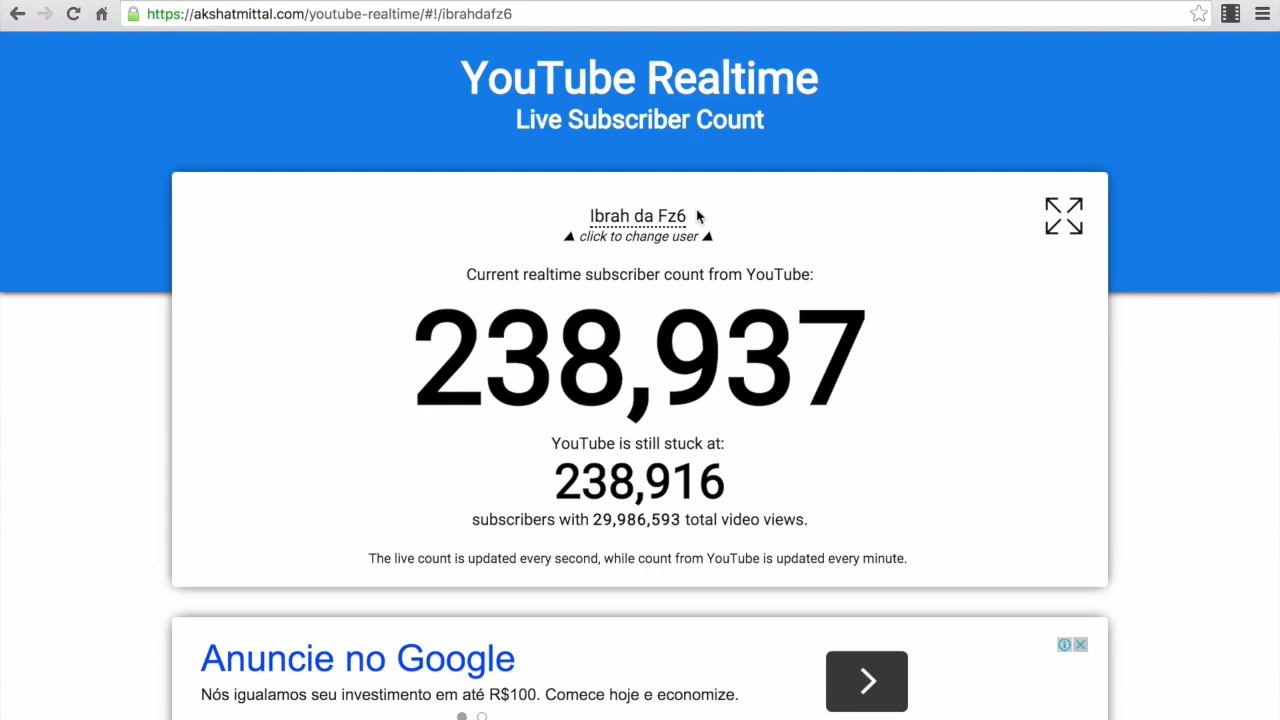 https://akshatmittal.com/youtube-realtime/#!/ibrahdafz6
YouTube Realtime
Live Subscriber Count
Ibrah da Fz6
▲ click to change user ▲
Current realtime subscriber count from YouTube:
238,937
YouTube is still stuck at:
238,916
subscribers with 29,986,593 total video views.
The live count is updated every second, while count from YouTube is updated every minute.
Anuncie no Google
Nós igualamos seu investimento em até R$100. Comece hoje e economize.